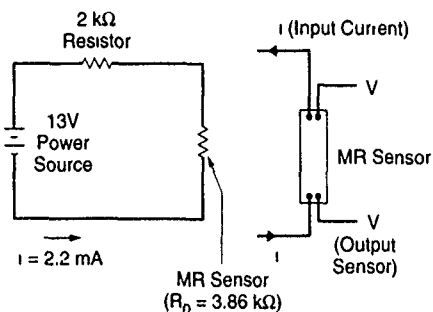 2 kΩ
Resistor
13V
Power
Source
ı = 2.2 mA
MR Sensor
(R₀ = 3.86 kΩ)
ı (Input Current)
V
MR Sensor
V
(Output
Sensor)
ı